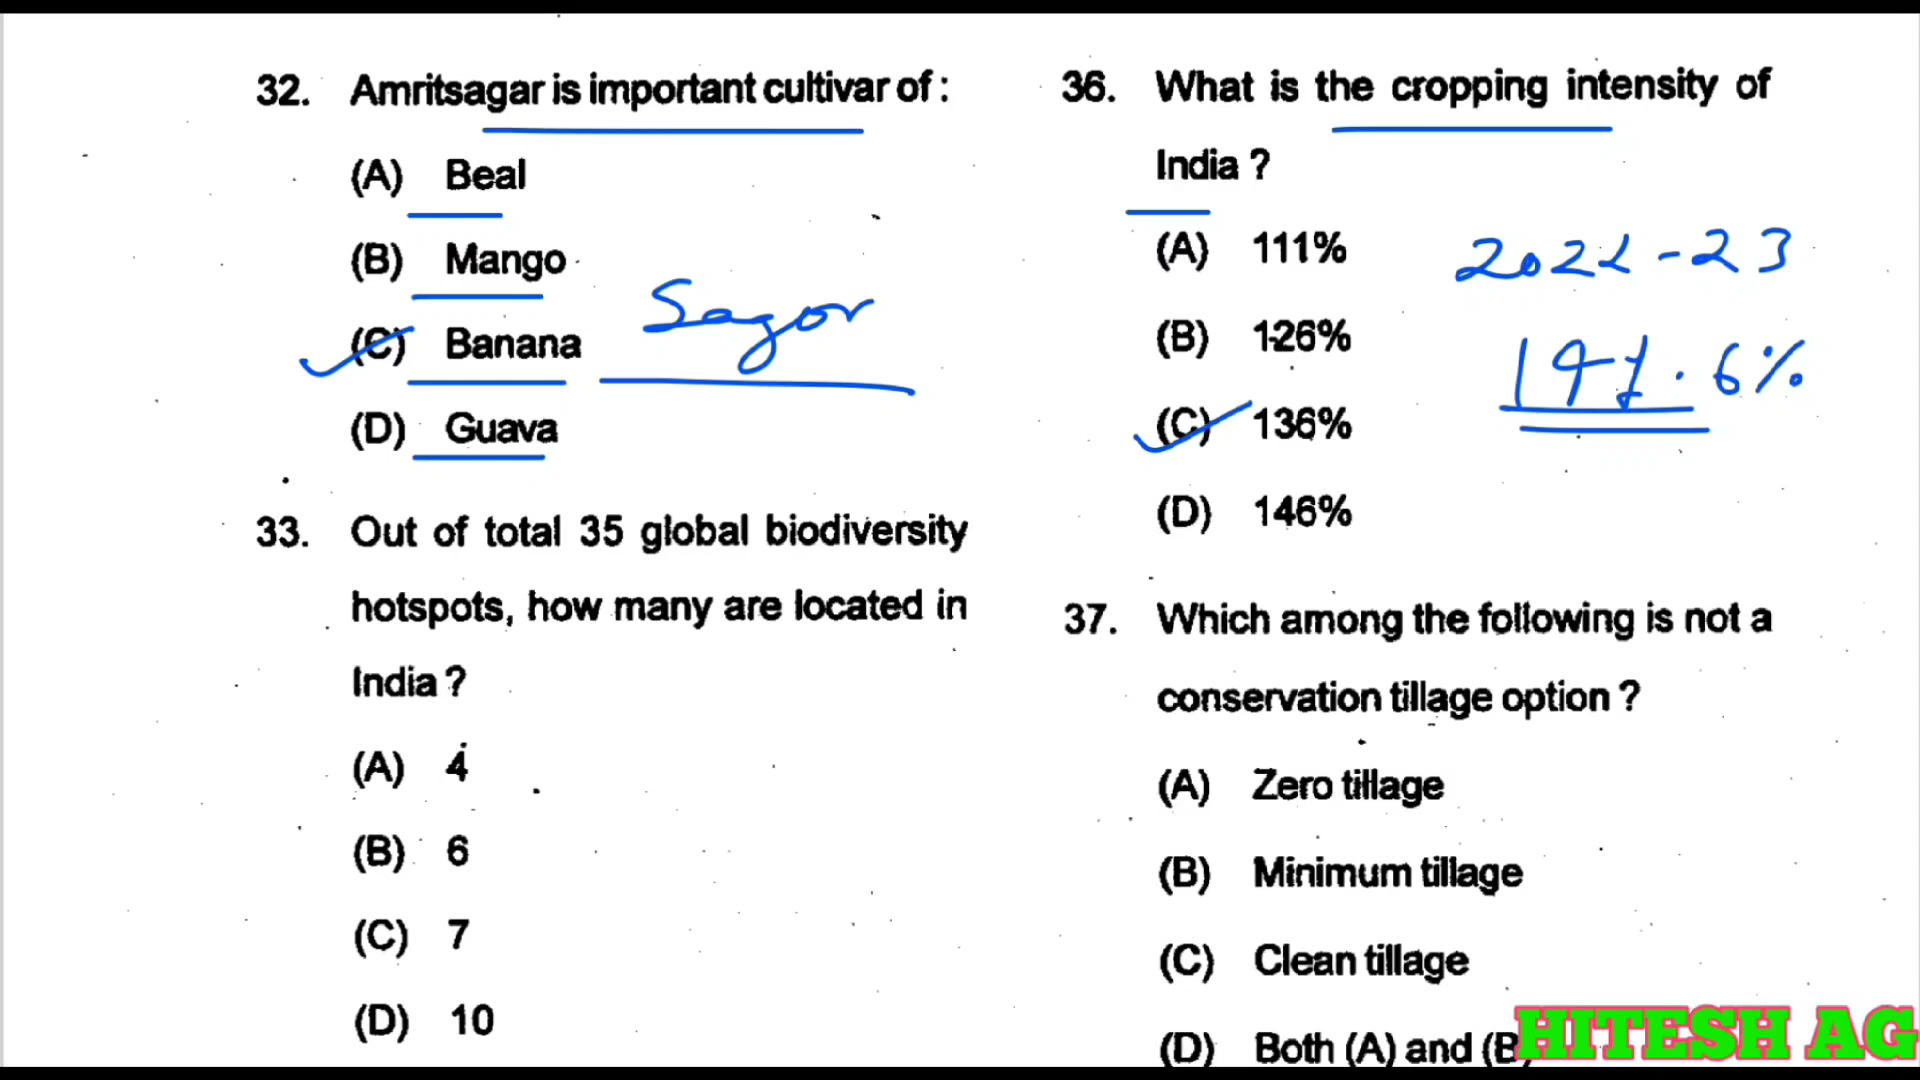 32. Amritsagar is important cultivar of :
(A) Beal
(B) Mango
(C) Banana
Sagor
(D) Guava
33. Out of total 35 global biodiversity
hotspots, how many are located in
India ?
(A) 4
(B) 6
(C) 7
(D) 10
36. What is the cropping intensity of
India ?
(A) 111%
2022-23
(B) 126%
141.6%
(C) 136%
(D) 146%
37. Which among the following is not a
conservation tillage option ?
(A) Zero tillage
(B) Minimum tillage
(C) Clean tillage
(D) Both (A) and (B)
HITESH AG